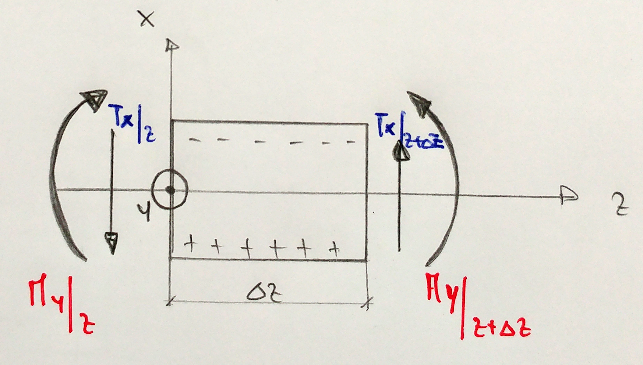 x
Tx|z
Tx|z+Δz
- - - - - -
y
z
+ + + + + +
My|z
Δz
My|z+Δz